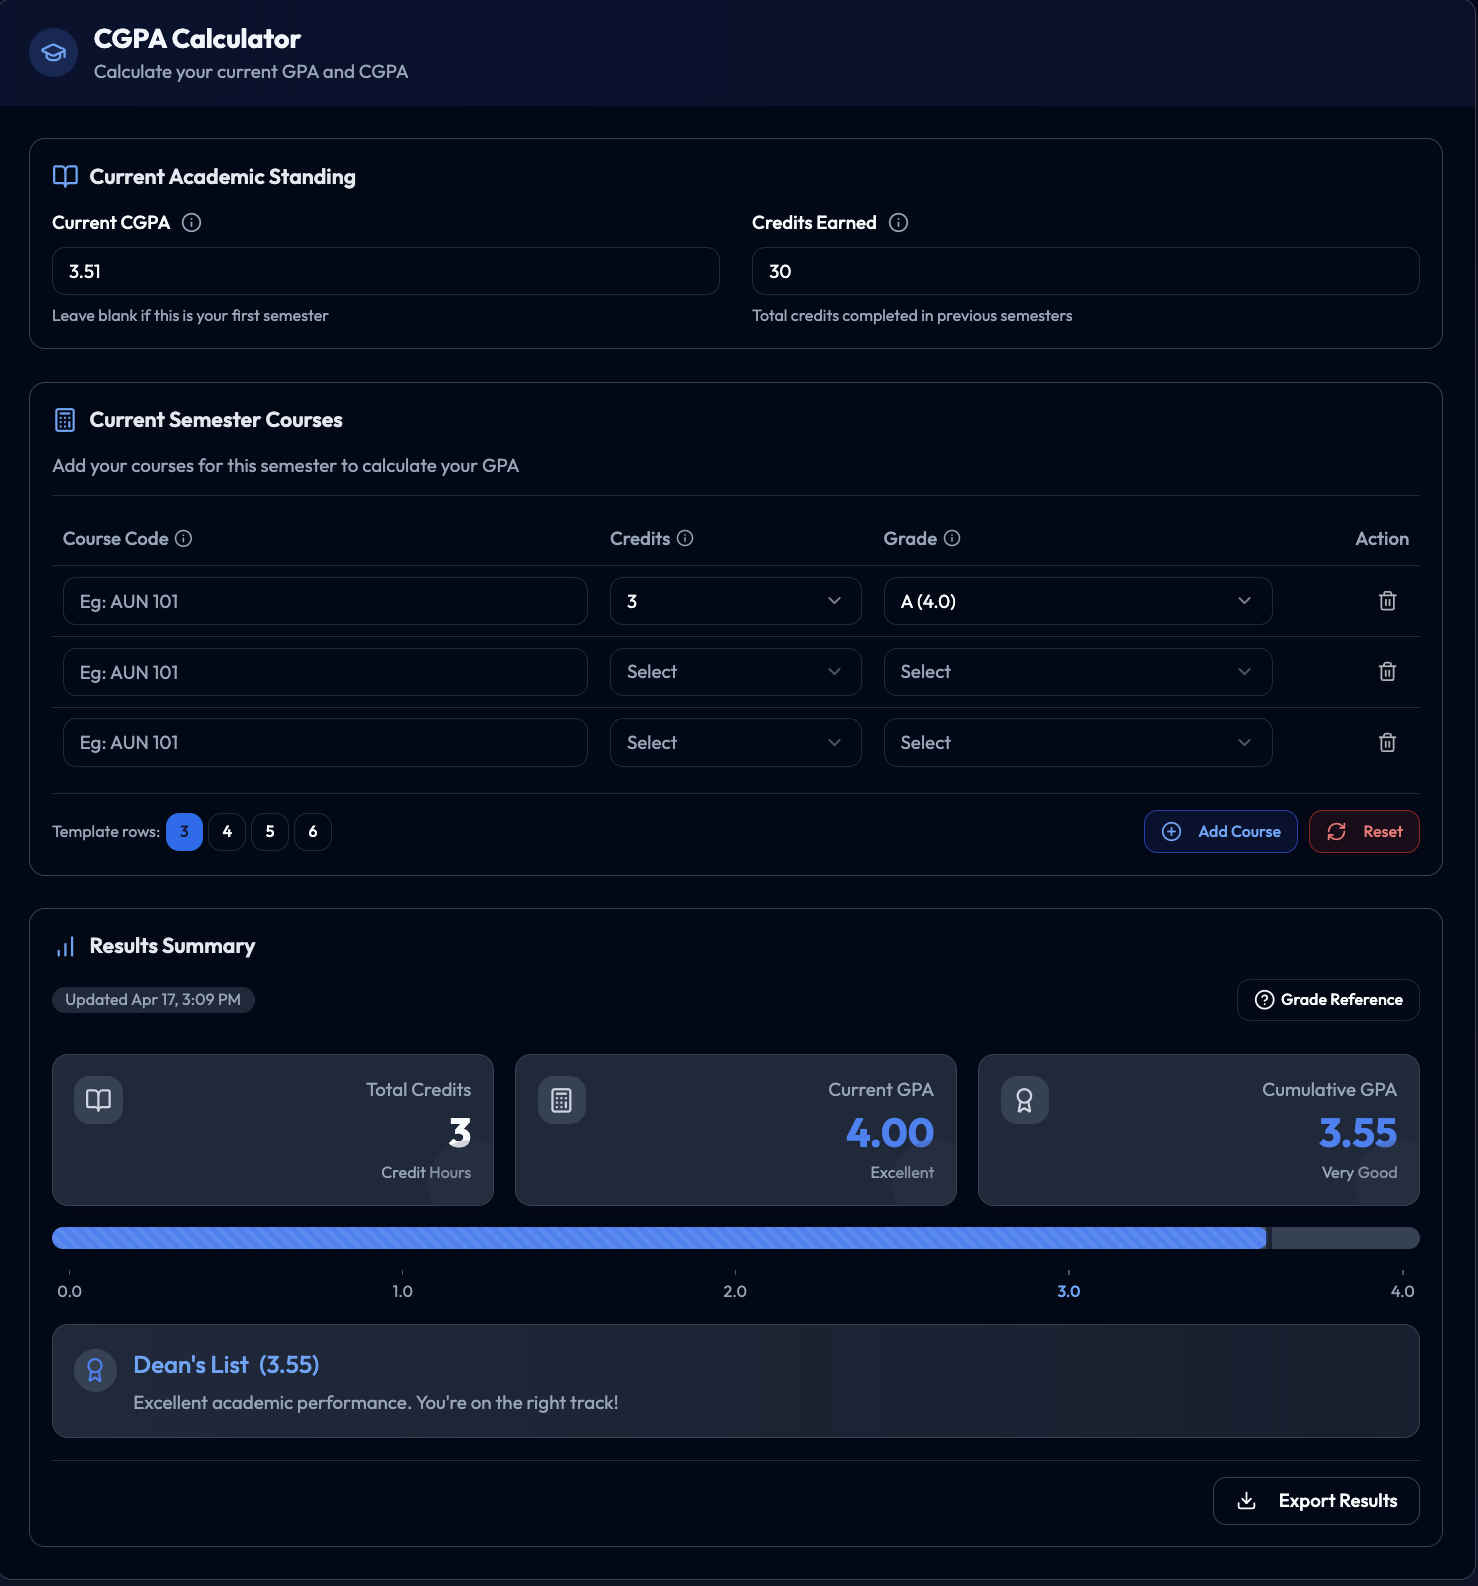 CGPA Calculator
Calculate your current GPA and CGPA
Current Academic Standing
Current CGPA
3.51
Leave blank if this is your first semester
Credits Earned
30
Total credits completed in previous semesters
Current Semester Courses
Add your courses for this semester to calculate your GPA
Course Code Credits Grade Action
Eg: AUN 101 3 A (4.0)
Eg: AUN 101 Select Select
Eg: AUN 101 Select Select
Template rows: 3 4 5 6 Add Course Reset
Results Summary
Updated Apr 17, 3:09 PM
Grade Reference
Total Credits
3
Credit Hours
Current GPA
4.00
Excellent
Cumulative GPA
3.55
Very Good
0.0 1.0 2.0 3.0 4.0
Dean's List (3.55)
Excellent academic performance. You're on the right track!
Export Results